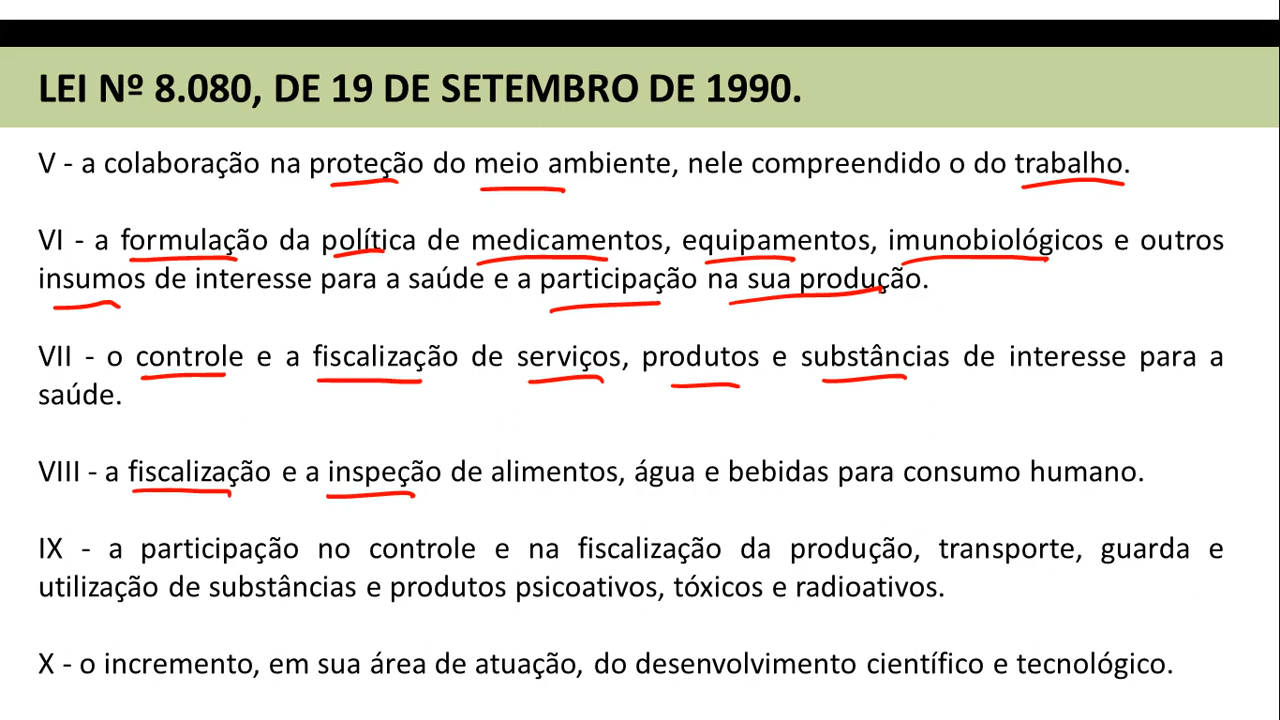 LEI Nº 8.080, DE 19 DE SETEMBRO DE 1990.
V - a colaboração na proteção do meio ambiente, nele compreendido o do trabalho.
VI - a formulação da política de medicamentos, equipamentos, imunobiológicos e outros
insumos de interesse para a saúde e a participação na sua produção.
VII - o controle e a fiscalização de serviços, produtos e substâncias de interesse para a
saúde.
VIII - a fiscalização e a inspeção de alimentos, água e bebidas para consumo humano.
IX - a participação no controle e na fiscalização da produção, transporte, guarda e
utilização de substâncias e produtos psicoativos, tóxicos e radioativos.
X - o incremento, em sua área de atuação, do desenvolvimento científico e tecnológico.